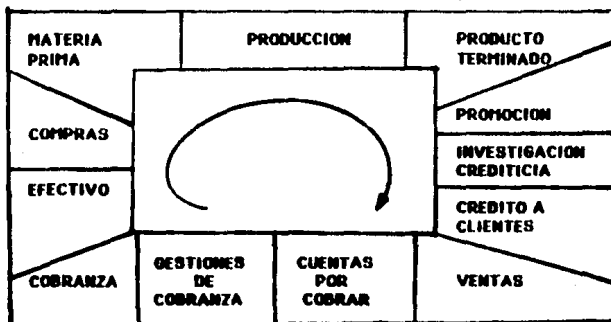 MATERIA
PRIMA
PRODUCCION
PRODUCTO
TERMINADO
PROMOCION
COMPRAS
INVESTIGACION
CREDITICIA
EFECTIVO
CREDITO A
CLIENTES
COBRANZA
GESTIONES
DE
COBRANZA
CUENTAS
POR
COBRAR
VENTAS